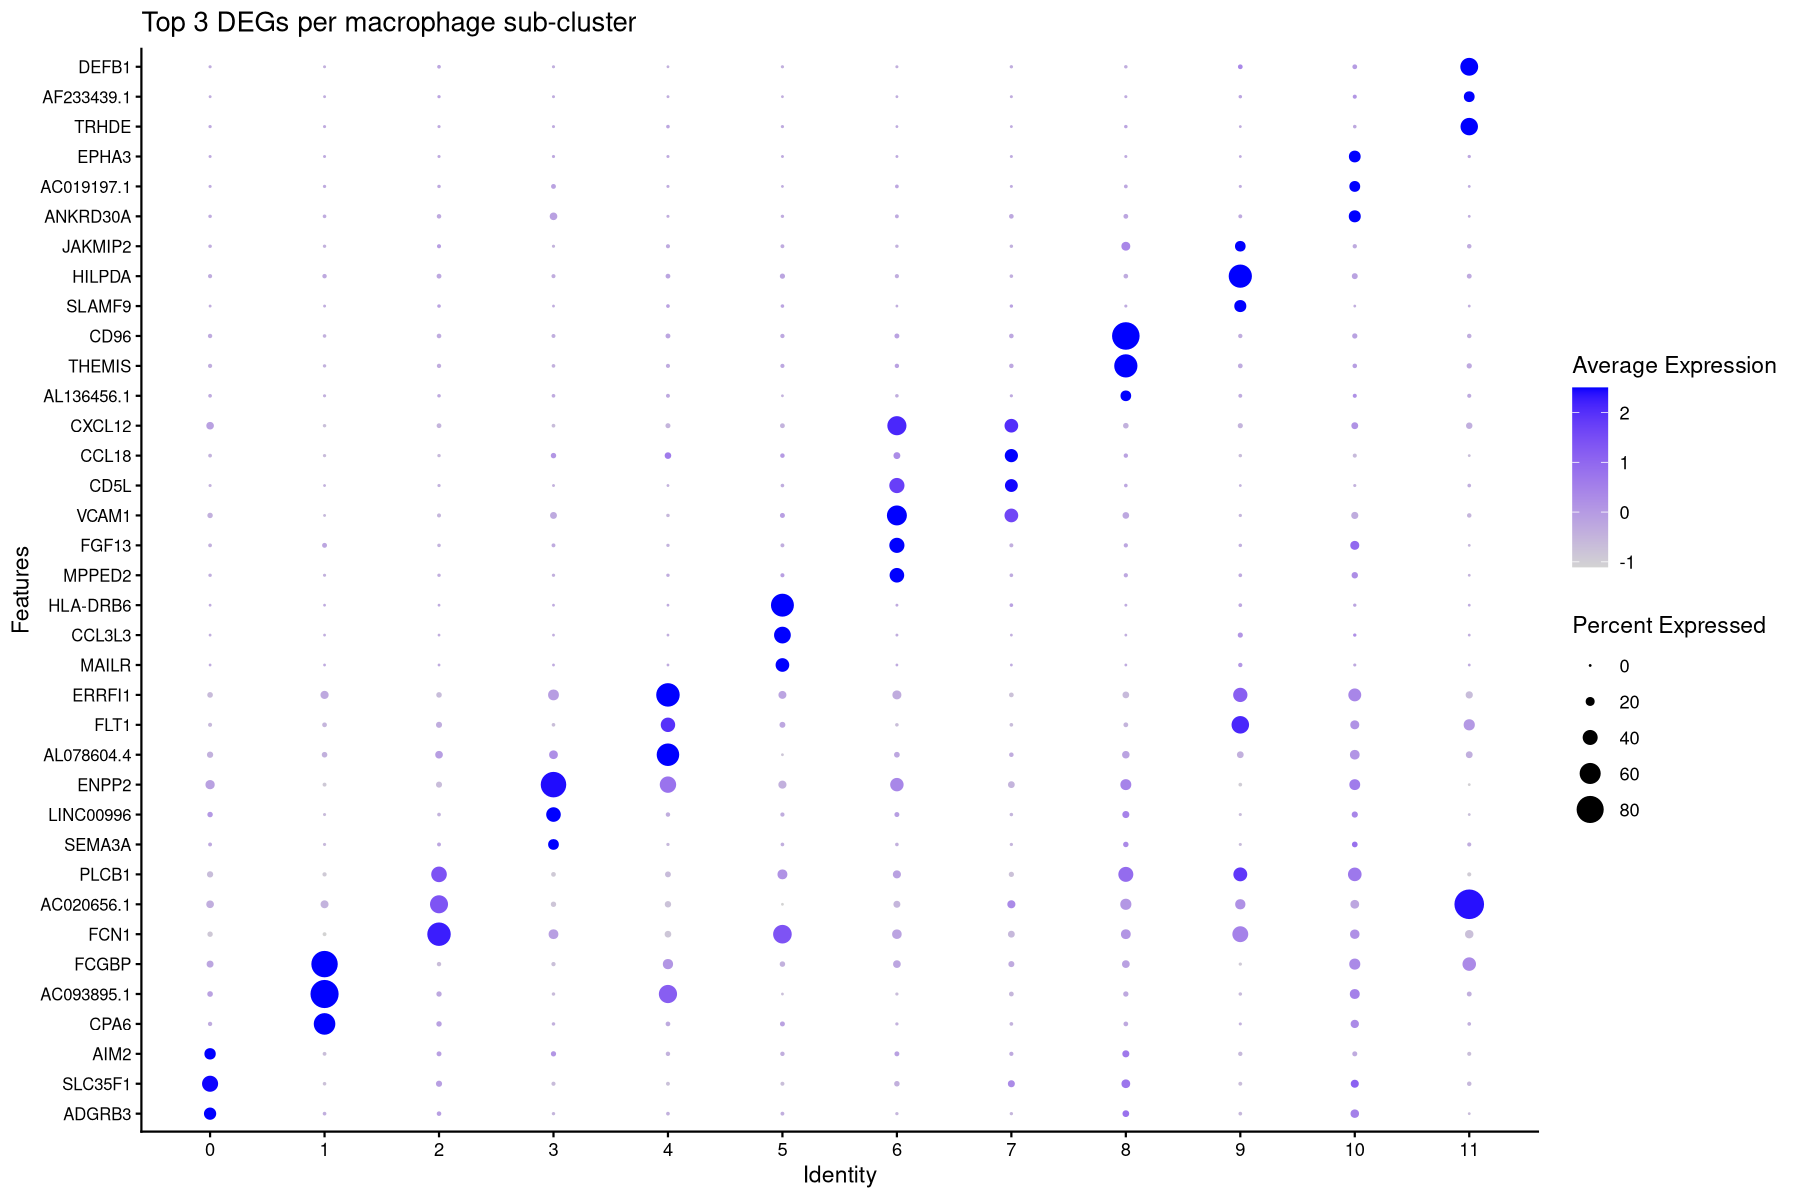 Top 3 DEGs per macrophage sub-cluster
DEFB1
AF233439.1
TRHDE
EPHA3
AC019197.1
ANKRD30A
JAKMIP2
HILPDA
SLAMF9
CD96
THEMIS
AL136456.1
CXCL12
CCL18
CD5L
VCAM1
FGF13
MPPED2
HLA-DRB6
CCL3L3
MAILR
ERRFI1
FLT1
AL078604.4
ENPP2
LINC00996
SEMA3A
PLCB1
AC020656.1
FCN1
FCGBP
AC093895.1
CPA6
AIM2
SLC35F1
ADGRB3
Features
0 1 2 3 4 5 6 7 8 9 10 11
Identity
Average Expression
2
1
0
-1
Percent Expressed
0
20
40
60
80